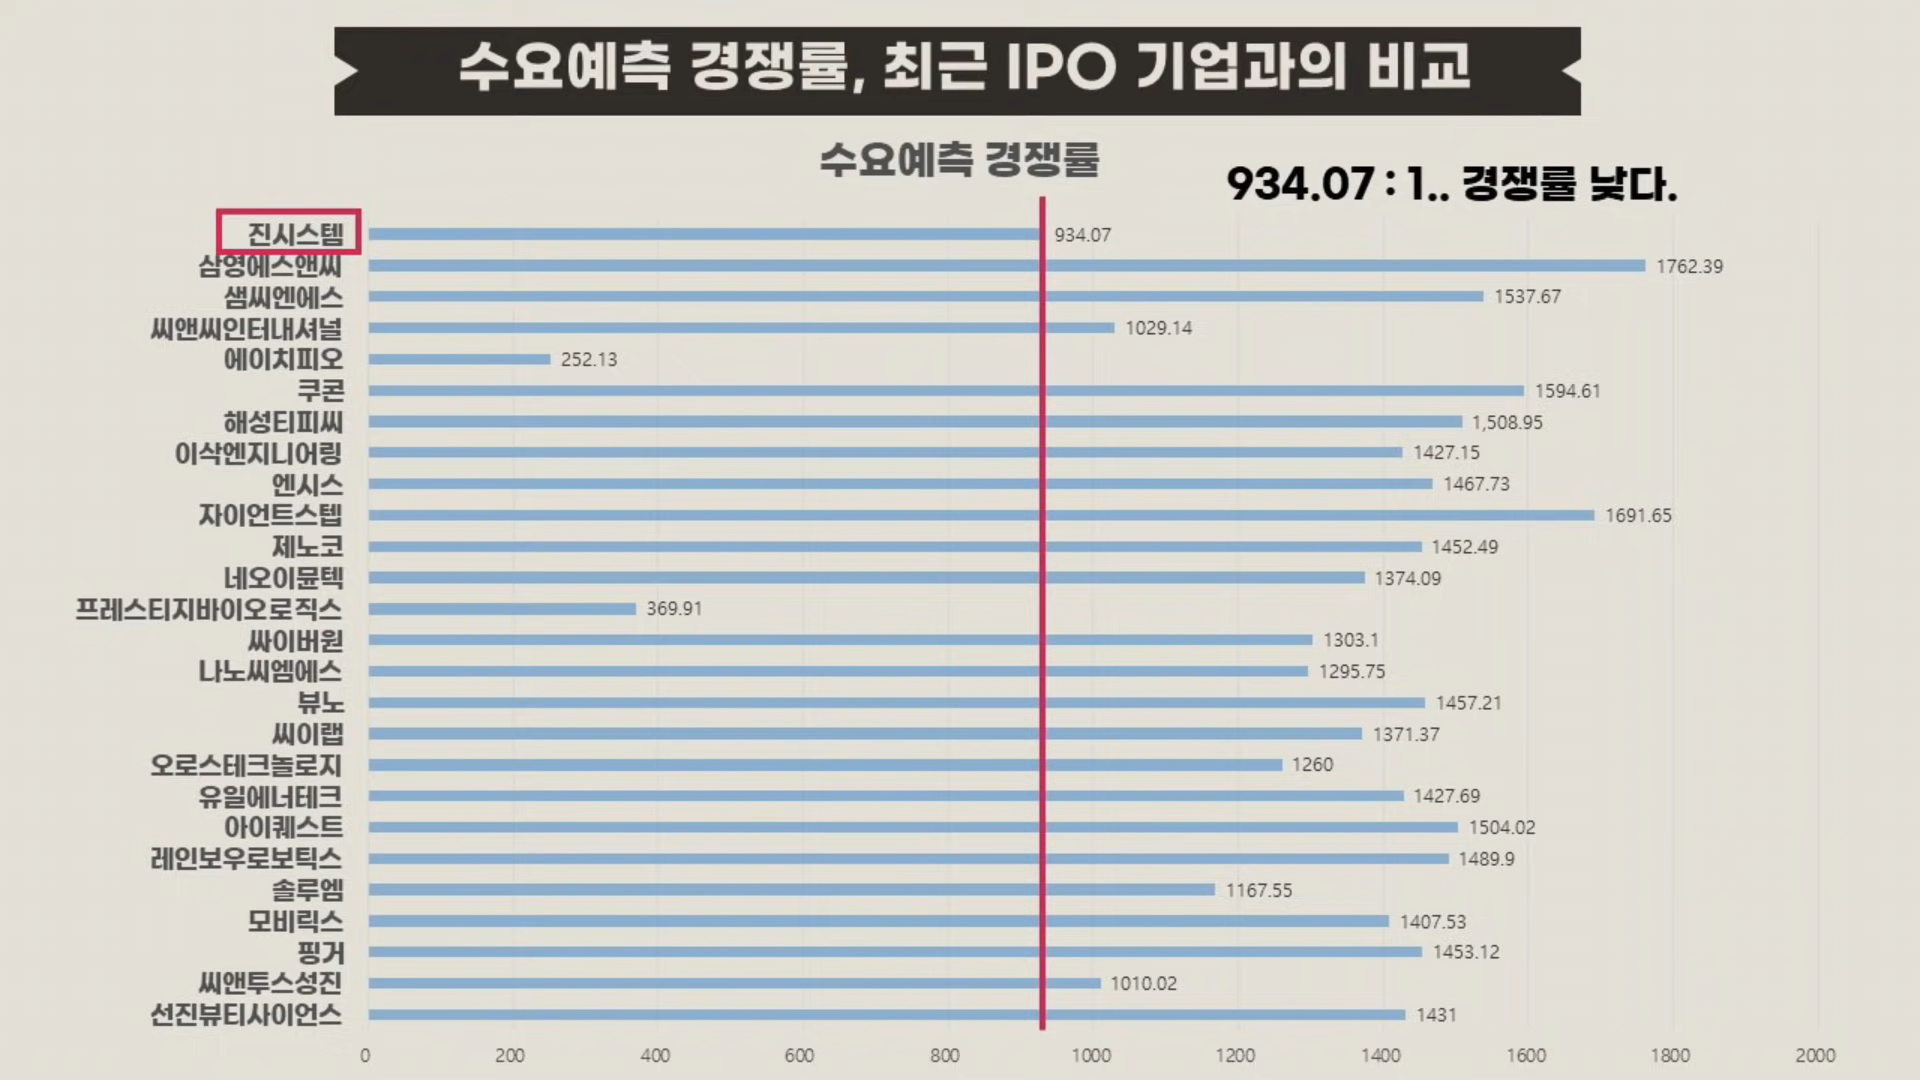 수요예측 경쟁률, 최근 IPO 기업과의 비교
수요예측 경쟁률
934.07 : 1.. 경쟁률 낮다.
진시스템 934.07
삼영에스앤씨 1762.39
샘씨엔에스 1537.67
씨앤씨인터내셔널 1029.14
에이치피오 252.13
쿠콘 1594.61
해성티피씨 1,508.95
이삭엔지니어링 1427.15
엔시스 1467.73
자이언트스텝 1691.65
제노코 1452.49
네오이뮨텍 1374.09
프레스티지바이오로직스 369.91
싸이버원 1303.1
나노씨엠에스 1295.75
뷰노 1457.21
씨이랩 1371.37
오로스테크놀로지 1260
유일에너테크 1427.69
아이퀘스트 1504.02
레인보우로보틱스 1489.9
솔루엠 1167.55
모비릭스 1407.53
핑거 1453.12
씨앤투스성진 1010.02
선진뷰티사이언스 1431
0 200 400 600 800 1000 1200 1400 1600 1800 2000